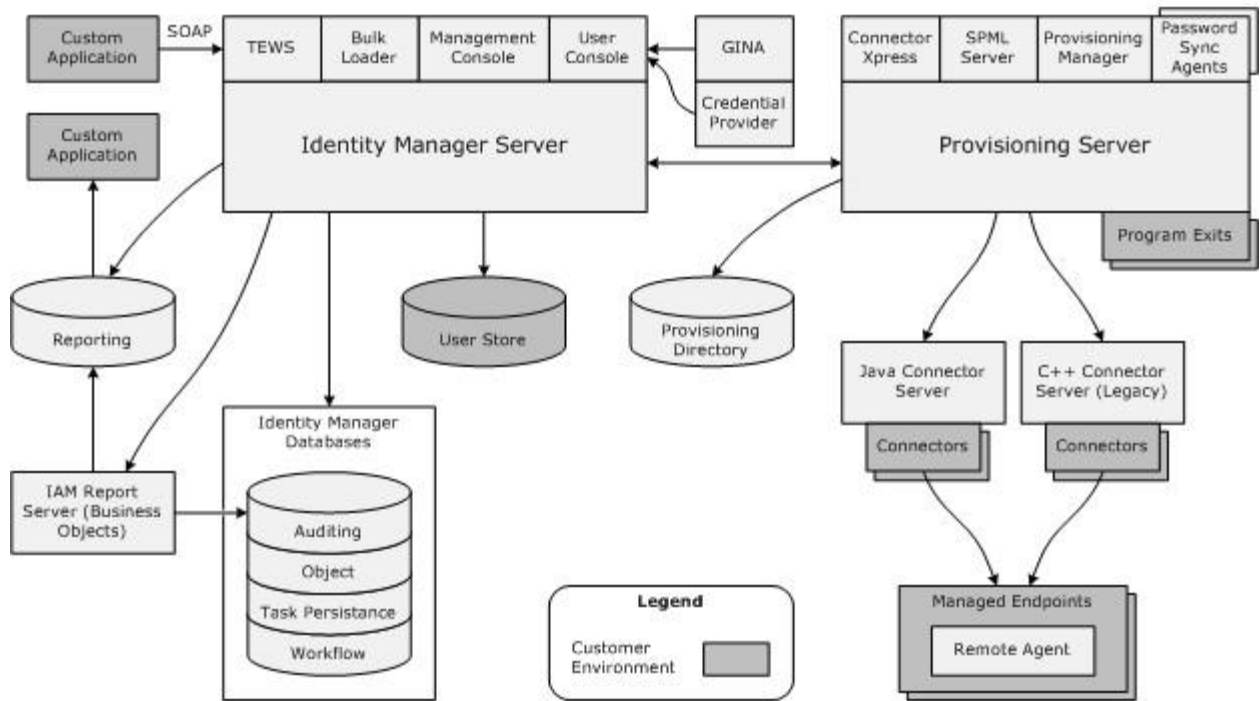 Custom
Application
SOAP
TEWS
Bulk
Loader
Management
Console
User
Console
GINA
Credential
Provider
Connector
Xpress
SPML
Server
Provisioning
Manager
Password
Sync
Agents
Custom
Application
Identity Manager Server
Provisioning Server
Program Exits
Reporting
User Store
Provisioning
Directory
Java Connector
Server
C++ Connector
Server (Legacy)
Connectors
Connectors
Identity Manager
Databases
IAM Report
Server (Business
Objects)
Auditing
Object
Task Persistance
Workflow
Legend
Customer
Environment
Managed Endpoints
Remote Agent